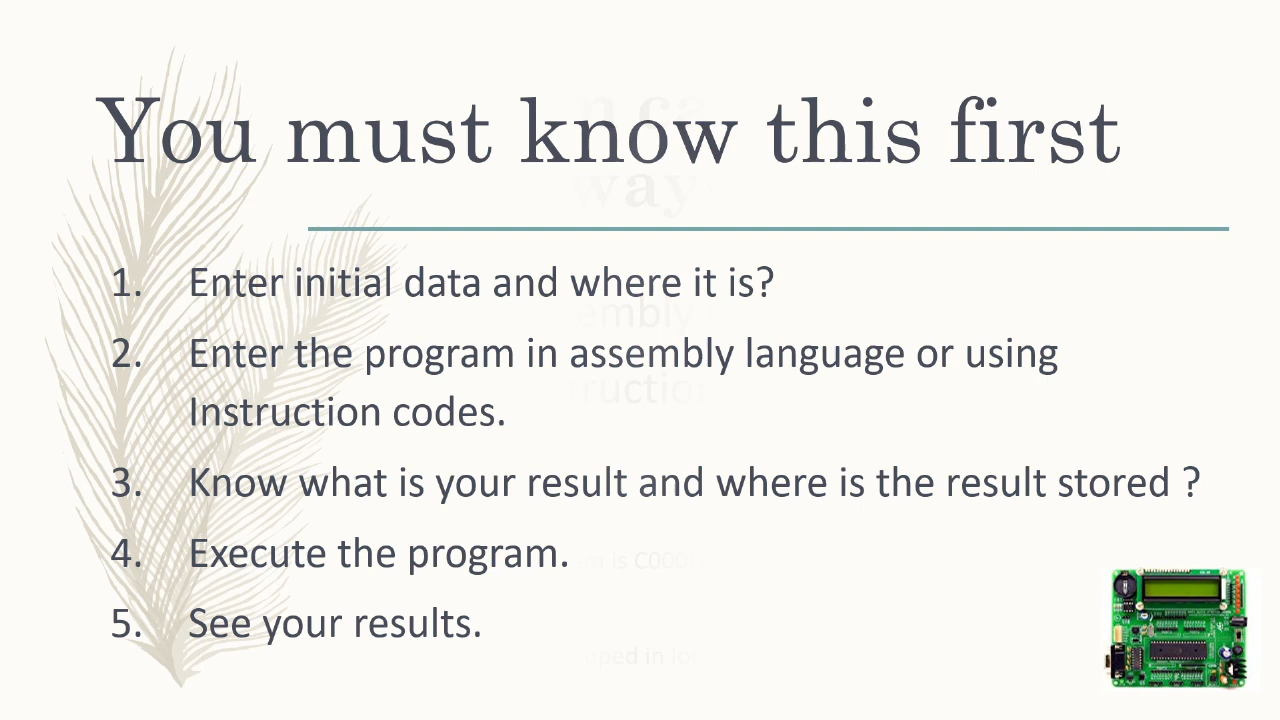 You must know this first
1. Enter initial data and where it is?
2. Enter the program in assembly language or using
Instruction codes.
3. Know what is your result and where is the result stored ?
4. Execute the program.
5. See your results.